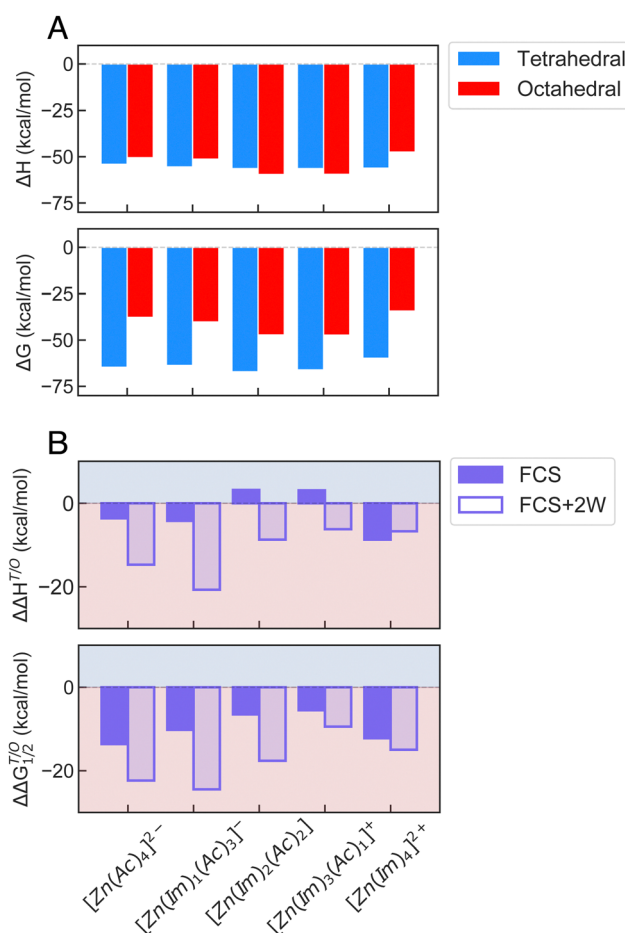 A
Tetrahedral
Octahedral
ΔH (kcal/mol)
0
−25
−50
−75
ΔG (kcal/mol)
0
−25
−50
−75
B
FCS
FCS+2W
ΔΔH^{T/O} (kcal/mol)
0
−20
ΔΔG_{1/2}^{T/O} (kcal/mol)
0
−20
[Zn(Ac)₄]²⁻
[Zn(Im)₁(Ac)₃]⁻
[Zn(Im)₂(Ac)₂]
[Zn(Im)₃(Ac)₁]⁺
[Zn(Im)₄]²⁺